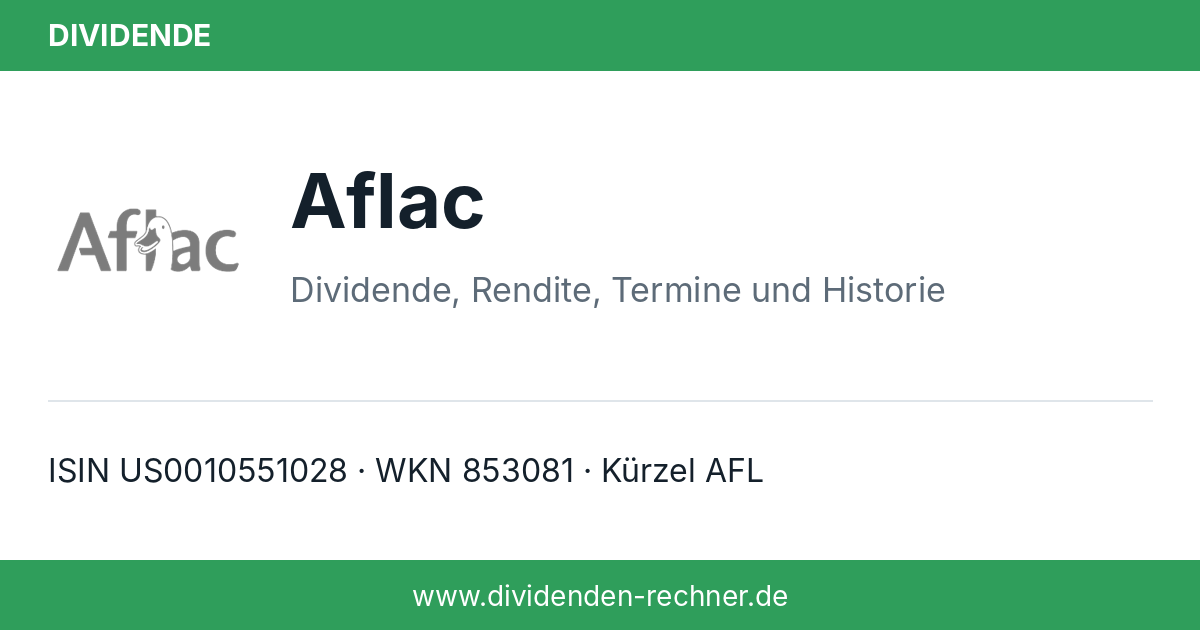 DIVIDENDE
Aflac
Aflac
Dividende, Rendite, Termine und Historie
ISIN US0010551028 · WKN 853081 · Kürzel AFL
www.dividenden-rechner.de